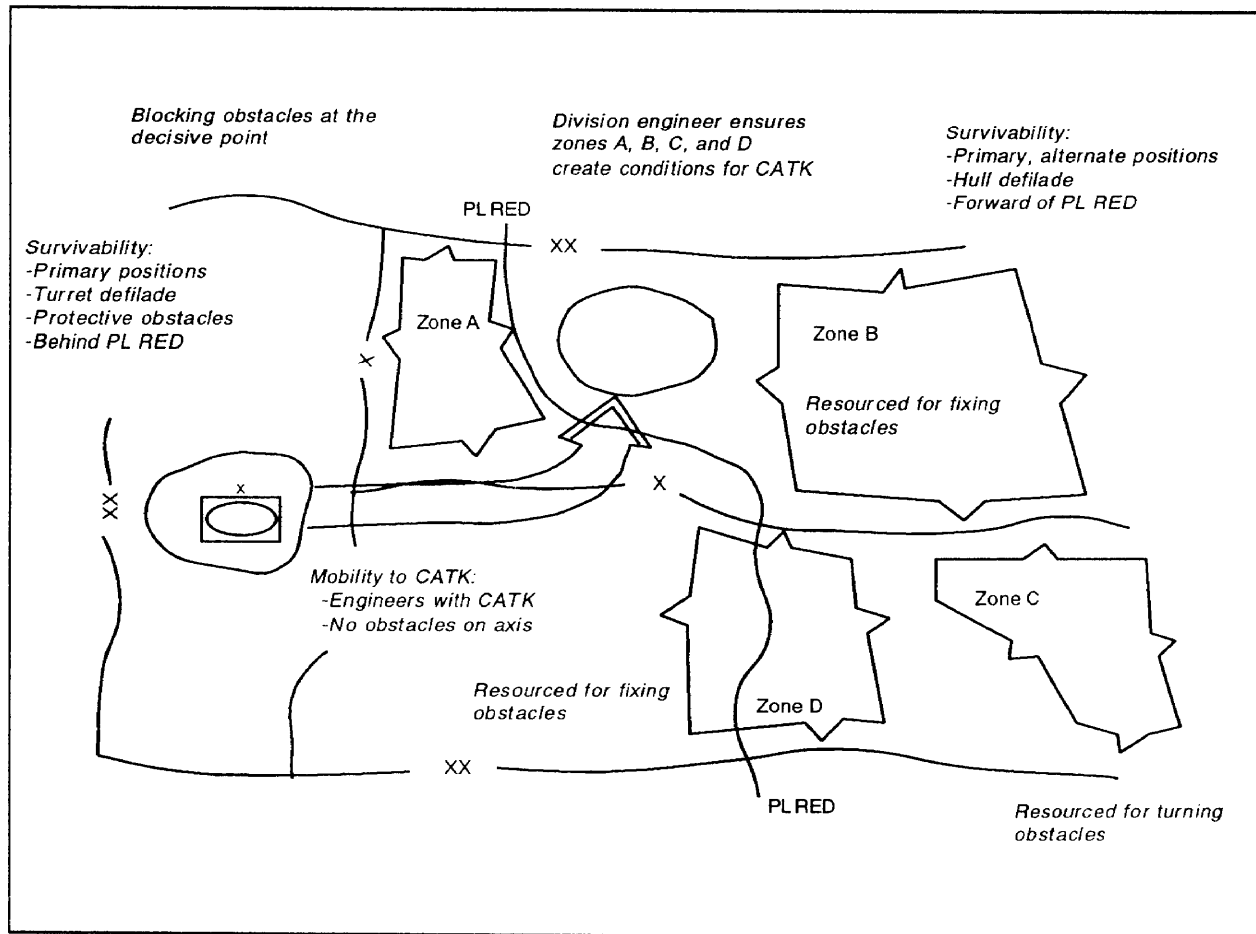 Blocking obstacles at the
decisive point
Division engineer ensures
zones A, B, C, and D
create conditions for CATK
Survivability:
-Primary, alternate positions
-Hull defilade
-Forward of PL RED
PL RED
XX
Survivability:
-Primary positions
-Turret defilade
-Protective obstacles
-Behind PL RED
Zone A
X
Zone B
Resourced for fixing
obstacles
XX
x
X
Mobility to CATK:
-Engineers with CATK
-No obstacles on axis
Zone C
Resourced for fixing
obstacles
Zone D
XX
PL RED
Resourced for turning
obstacles